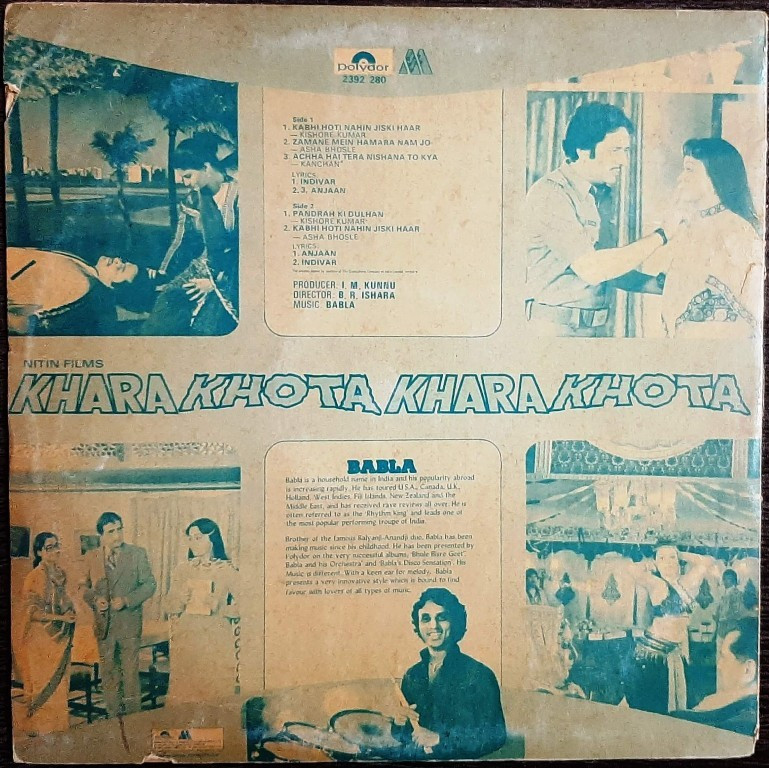 polydor
2392 280
Side 1
1. KABHI HOTI NAHIN JISKI HAAR
— KISHORE KUMAR
2. ZAMANE MEIN HAMARA NAM JO
— ASHA BHOSLE
3. ACHHA HAI TERA NISHANA TO KYA
— KANCHAN
LYRICS:
1. INDIVAR
2. 3. ANJAAN
Side 2
1. PANDRAH KI DULHAN
— KISHORE KUMAR
2. KABHI HOTI NAHIN JISKI HAAR
— ASHA BHOSLE
LYRICS:
1. ANJAAN
2. INDIVAR
PRODUCER: I. M. KUNNU
DIRECTOR: B. R. ISHARA
MUSIC: BABLA
NITIN FILMS
KHARA KHOTA KHARA KHOTA
BABLA
Babla is a household name in India and his popularity abroad
is increasing rapidly. He has toured U.S.A., Canada, U.K.,
Holland, West Indies, Fiji Islands, New Zealand and the
Middle East, and has received rave reviews all over. He is
often referred to as the 'Rhythm King' and leads one of
the most popular performing troupe of India.
Brother of the famous Kalyanji-Anandji duo, Babla has been
making music since his childhood. He has been presented by
Polydor on the very successful albums, 'Bhule Bisre Geet',
Babla and his Orchestra' and 'Babla's Disco Sensation'. His
Music is different. With a keen ear for melody, Babla
presents a very innovative style which is bound to find
favour with lovers of all types of music.